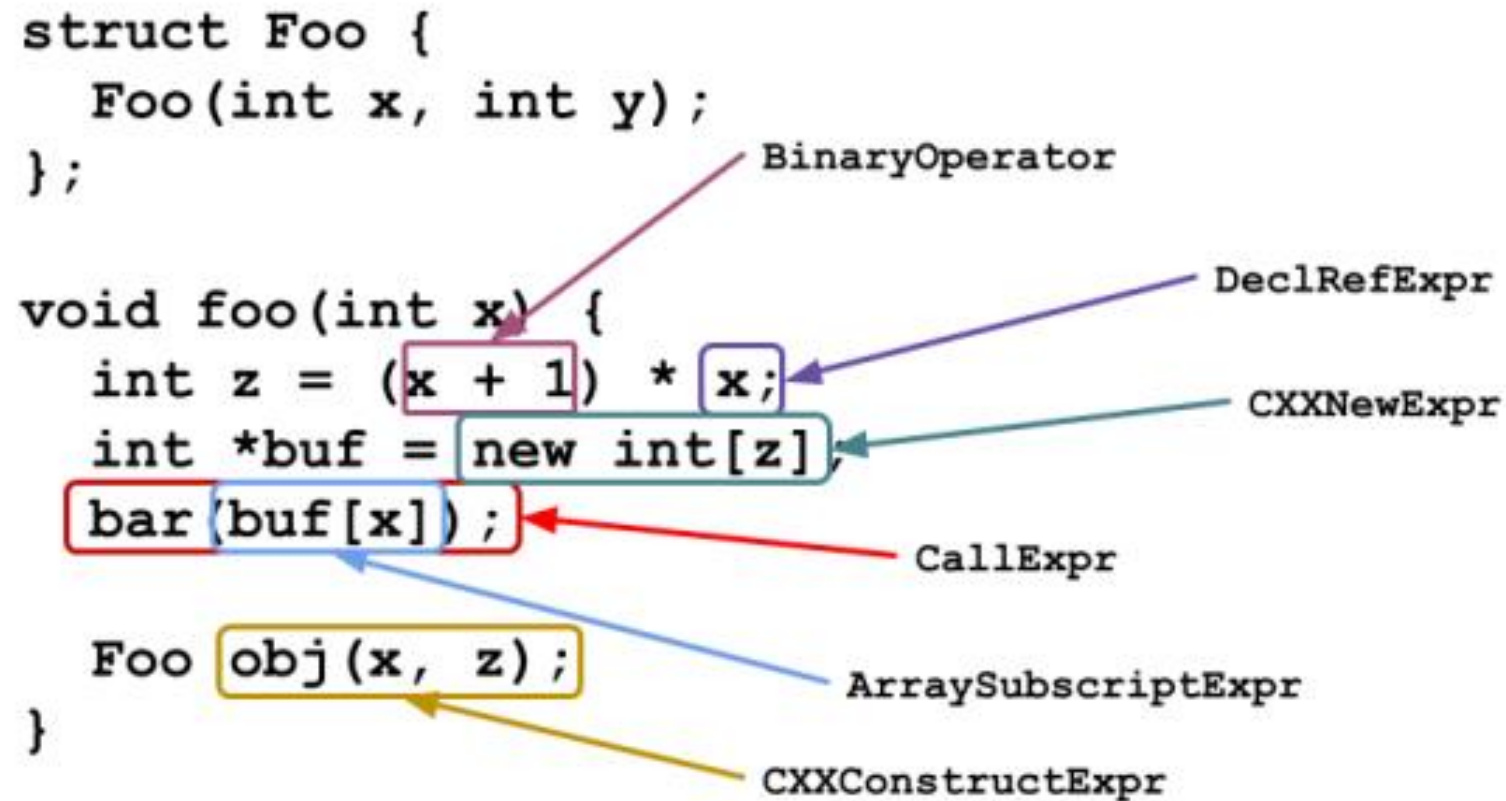 struct Foo {
  Foo(int x, int y);
};
BinaryOperator
DeclRefExpr
void foo(int x) {
  int z = (x + 1) * x;
CXXNewExpr
  int *buf = new int[z];
  bar(buf[x]);
CallExpr
  Foo obj(x, z);
ArraySubscriptExpr
}
CXXConstructExpr